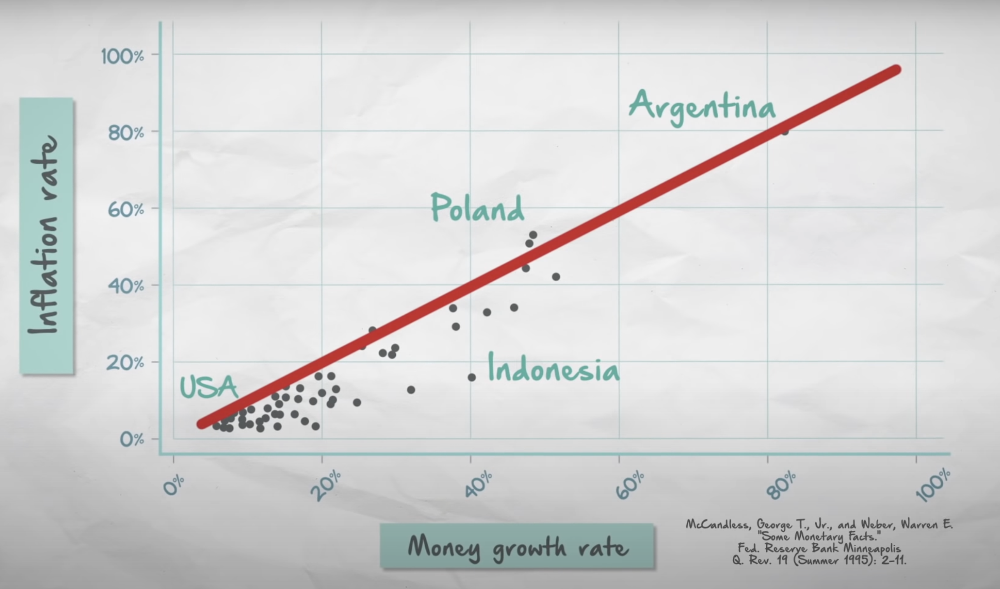 Inflation rate
100%
80%
60%
40%
20%
0%
Argentina
Poland
Indonesia
USA
0%
20%
40%
60%
80%
100%
Money growth rate
McCandless, George T., Jr., and Weber, Warren E.
"Some Monetary Facts."
Fed. Reserve Bank Minneapolis
Q. Rev. 19 (Summer 1995): 2-11.